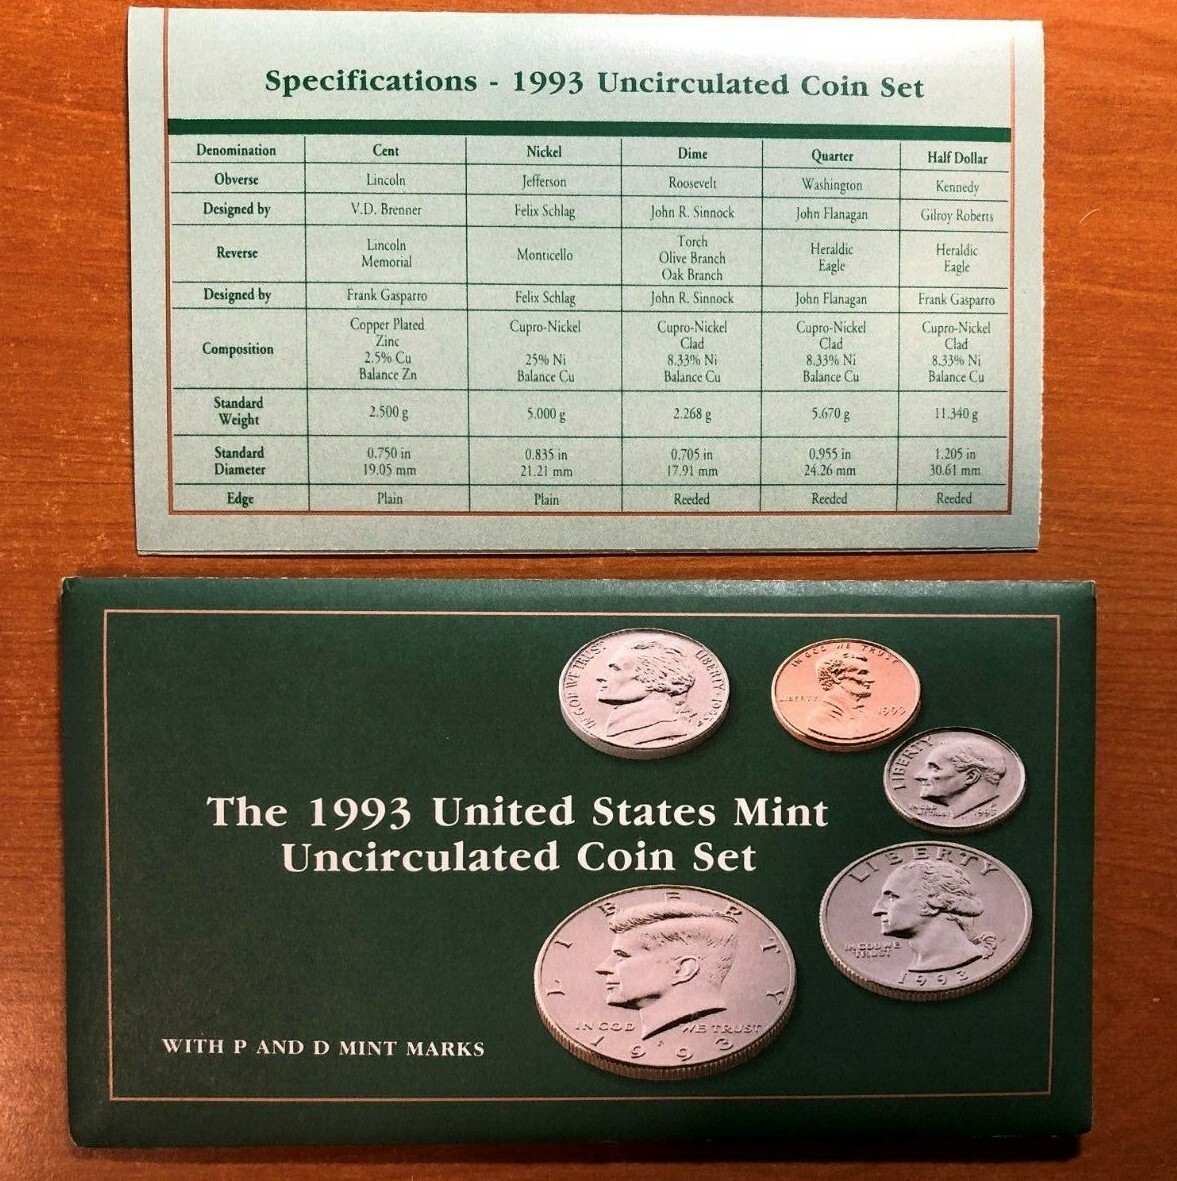 Specifications - 1993 Uncirculated Coin Set
Denomination Cent Nickel Dime Quarter Half Dollar
Obverse Lincoln Jefferson Roosevelt Washington Kennedy
Designed by V.D. Brenner Felix Schlag John R. Sinnock John Flanagan Gilroy Roberts
Reverse Lincoln Memorial Monticello Torch Olive Branch Oak Branch Heraldic Eagle Heraldic Eagle
Designed by Frank Gasparro Felix Schlag John R. Sinnock John Flanagan Frank Gasparro
Composition Copper Plated Zinc 2.5% Cu Balance Zn Cupro-Nickel 25% Ni Balance Cu Cupro-Nickel Clad 8.33% Ni Balance Cu Cupro-Nickel Clad 8.33% Ni Balance Cu Cupro-Nickel Clad 8.33% Ni Balance Cu
Standard Weight 2.500 g 5.000 g 2.268 g 5.670 g 11.340 g
Standard Diameter 0.750 in 19.05 mm 0.835 in 21.21 mm 0.705 in 17.91 mm 0.955 in 24.26 mm 1.205 in 30.61 mm
Edge Plain Plain Reeded Reeded Reeded
IN GOD WE TRUST LIBERTY
IN GOD WE TRUST
LIBERTY 1993
LIBERTY
1993
The 1993 United States Mint
Uncirculated Coin Set
LIBERTY
IN GOD WE
TRUST
1993
LIBERTY
IN GOD WE TRUST
P
1993
WITH P AND D MINT MARKS